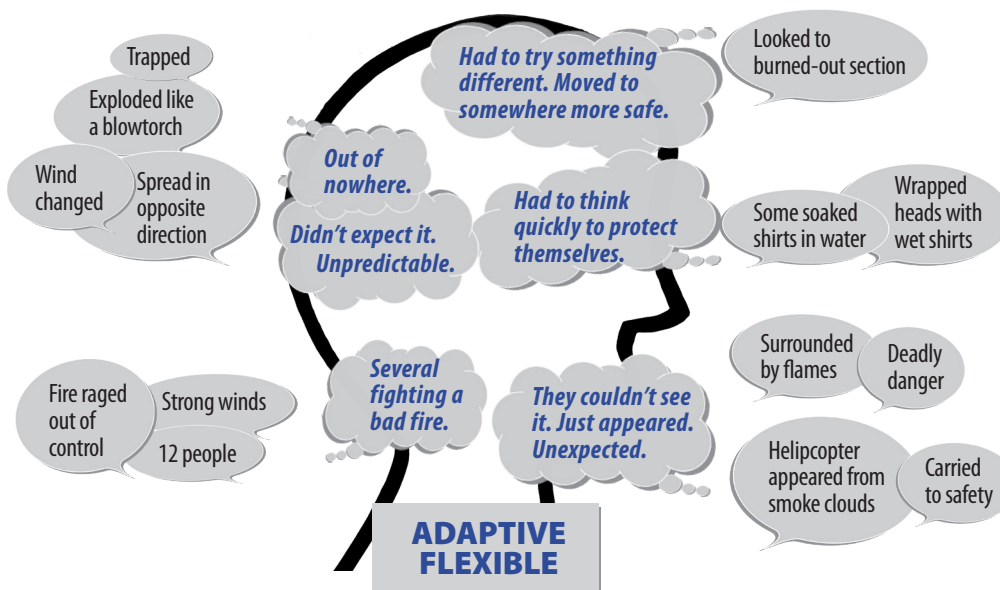 Trapped
Exploded like
a blowtorch
Wind
changed
Spread in
opposite
direction
Fire raged
out of
control
Strong winds
12 people
Out of
nowhere.
Didn't expect it.
Unpredictable.
Several
fighting a
bad fire.
Had to try something
different. Moved to
somewhere more safe.
Had to think
quickly to protect
themselves.
They couldn't see
it. Just appeared.
Unexpected.
Looked to
burned-out section
Some soaked
shirts in water
Wrapped
heads with
wet shirts
Surrounded
by flames
Deadly
danger
Helipcopter
appeared from
smoke clouds
Carried
to safety
ADAPTIVE
FLEXIBLE